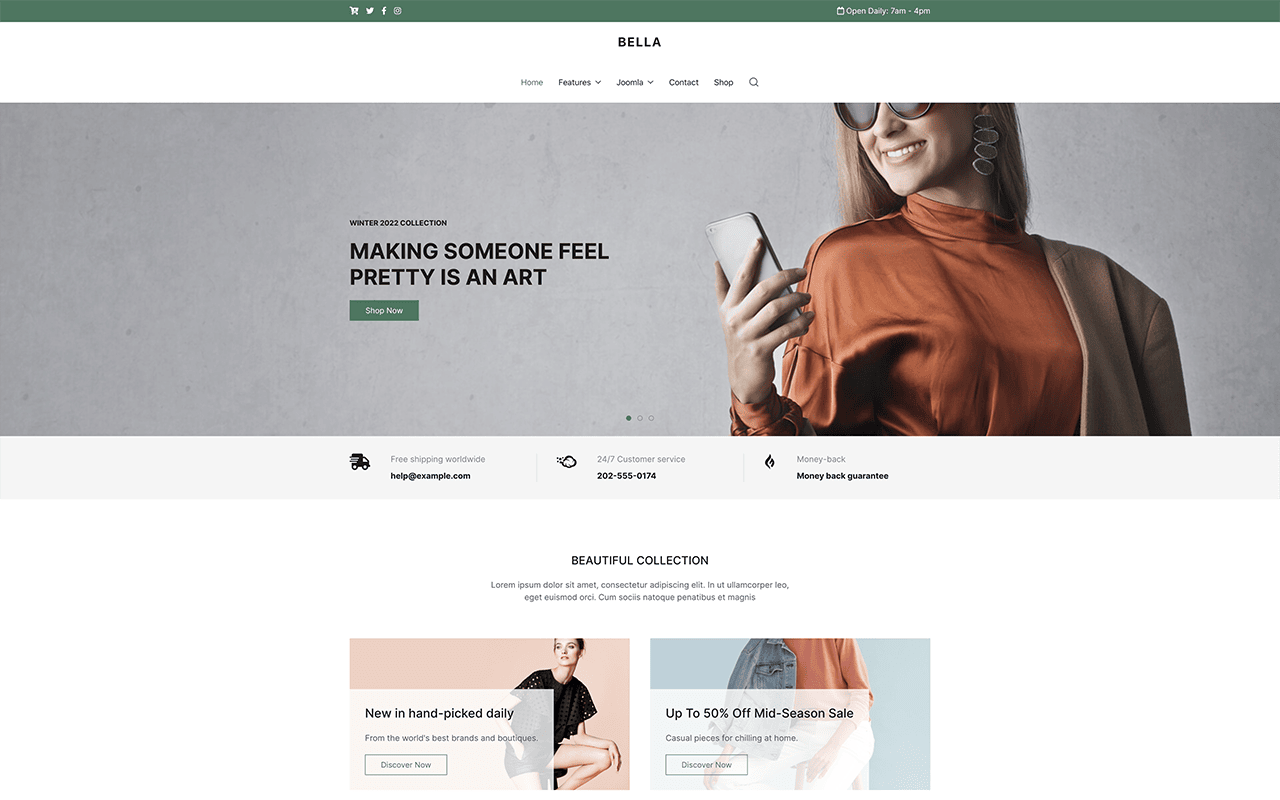 Open Daily: 7am - 4pm
BELLA
Home Features Joomla Contact Shop
WINTER 2022 COLLECTION
MAKING SOMEONE FEEL
PRETTY IS AN ART
Shop Now
Free shipping worldwide
help@example.com
24/7 Customer service
202-555-0174
Money-back
Money back guarantee
BEAUTIFUL COLLECTION
Lorem ipsum dolor sit amet, consectetur adipiscing elit. In ut ullamcorper leo,
eget euismod orci. Cum sociis natoque penatibus et magnis
New in hand-picked daily
From the world's best brands and boutiques.
Discover Now
Up To 50% Off Mid-Season Sale
Casual pieces for chilling at home.
Discover Now